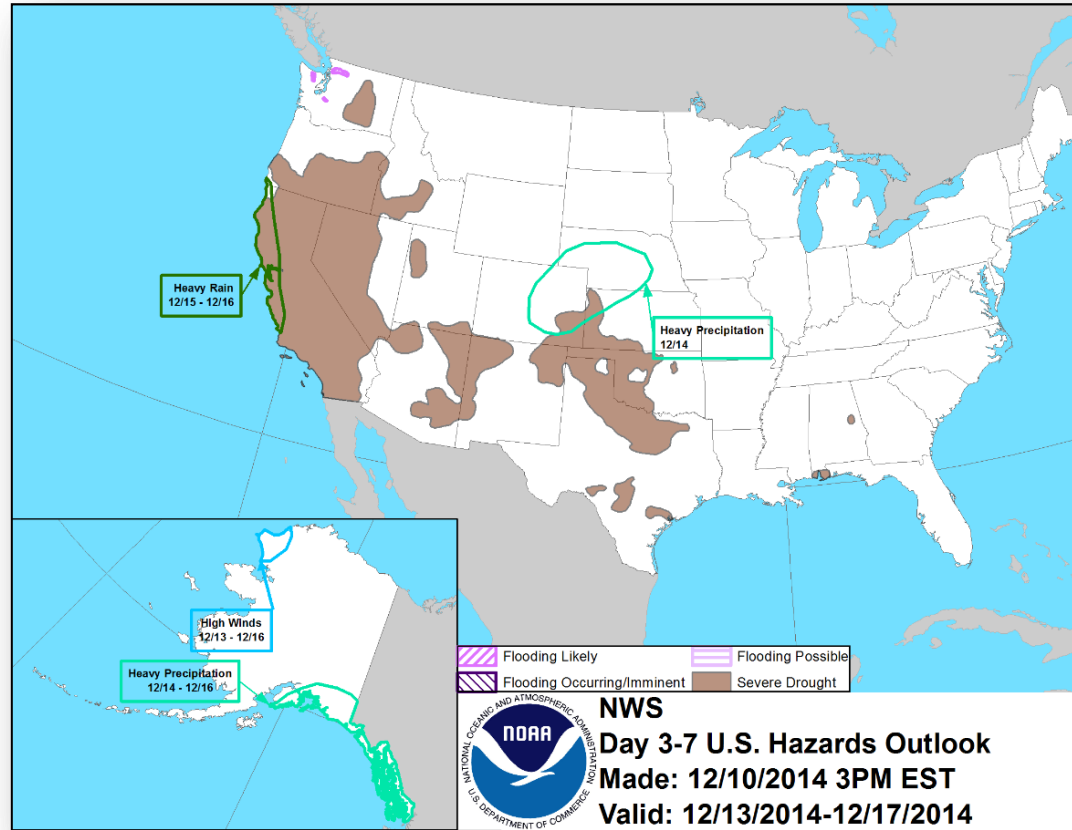 Heavy Rain
12/15 - 12/16
Heavy Precipitation
12/14
High Winds
12/13 - 12/16
Heavy Precipitation
12/14 - 12/16
Flooding Likely
Flooding Possible
Flooding Occurring/Imminent
Severe Drought
NATIONAL OCEANIC AND ATMOSPHERIC ADMINISTRATION
NOAA
U.S. DEPARTMENT OF COMMERCE
NWS
Day 3-7 U.S. Hazards Outlook
Made: 12/10/2014 3PM EST
Valid: 12/13/2014-12/17/2014